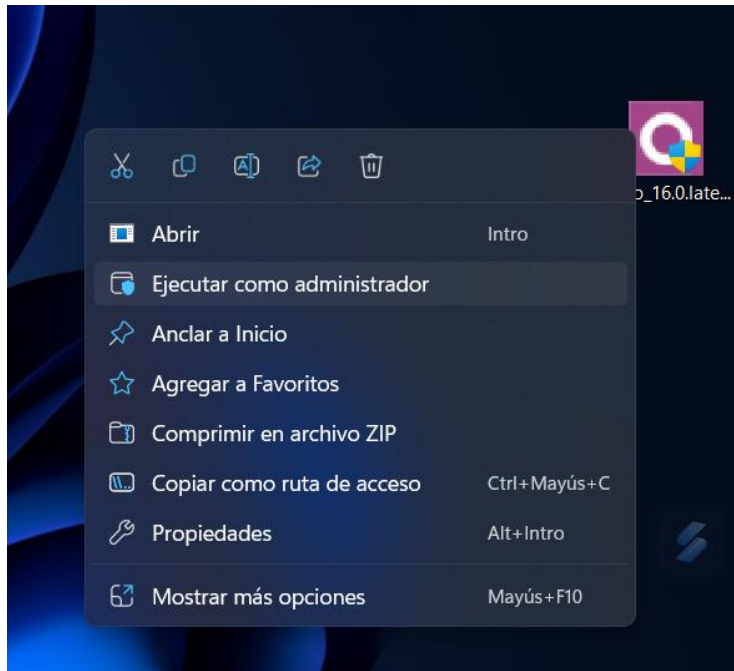 o_16.0.late...
Abrir Intro
Ejecutar como administrador
Anclar a Inicio
Agregar a Favoritos
Comprimir en archivo ZIP
Copiar como ruta de acceso Ctrl+Mayús+C
Propiedades Alt+Intro
Mostrar más opciones Mayús+F10